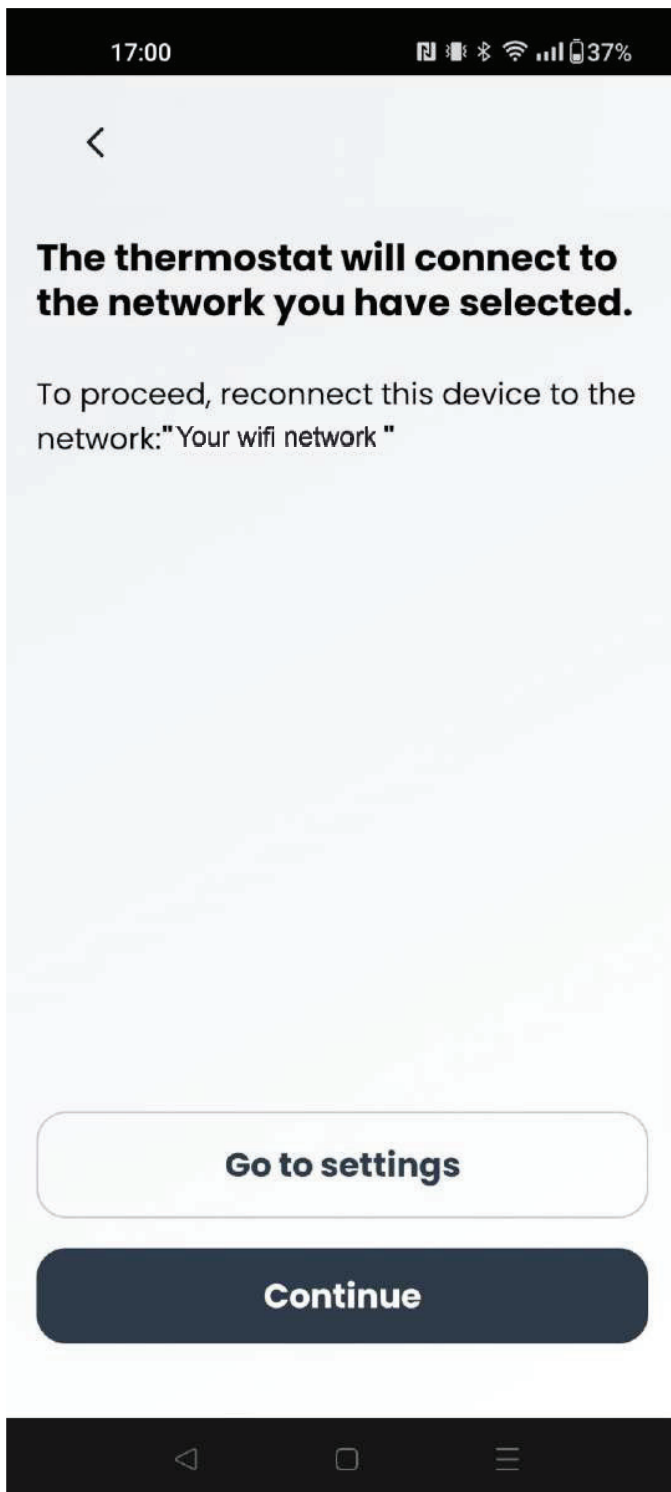 17:00
37%
The thermostat will connect to
the network you have selected.
To proceed, reconnect this device to the
network:"Your wifi network "
Go to settings
Continue